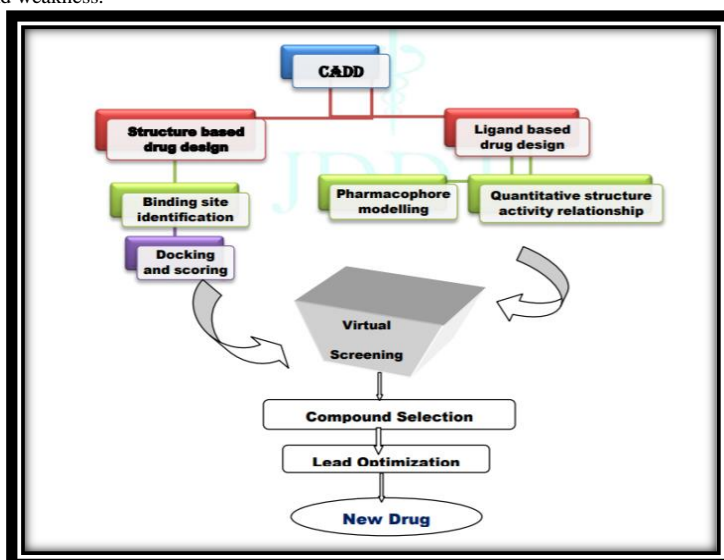 d weakness.
CADD
Structure based
drug design
Ligand based
drug design
Binding site
identification
Pharmacophore
modelling
Quantitative structure
activity relationship
Docking
and scoring
Virtual
Screening
Compound Selection
Lead Optimization
New Drug